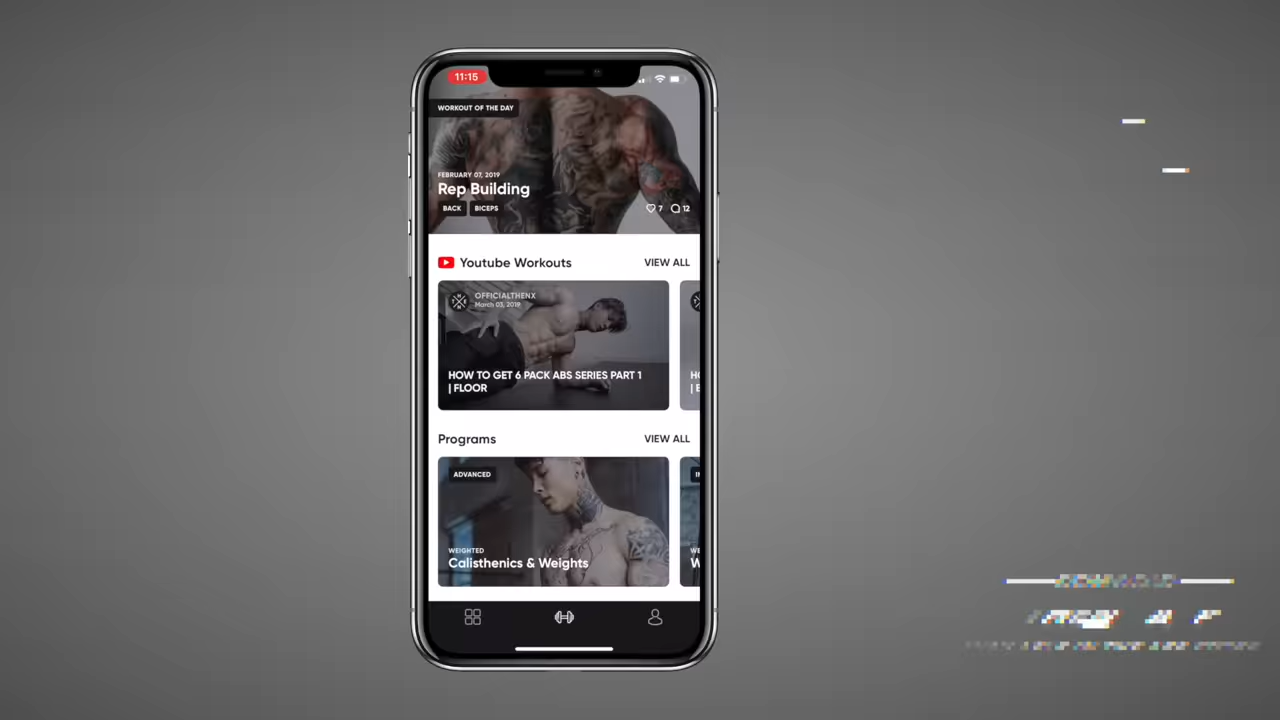 11:15
WORKOUT OF THE DAY
FEBRUARY 07, 2019
Rep Building
BACK BICEPS 7 12
Youtube Workouts VIEW ALL
OFFICIALTHENX
March 03, 2019
HOW TO GET 6 PACK ABS SERIES PART 1
| FLOOR
Programs VIEW ALL
ADVANCED
WEIGHTED
Calisthenics & Weights